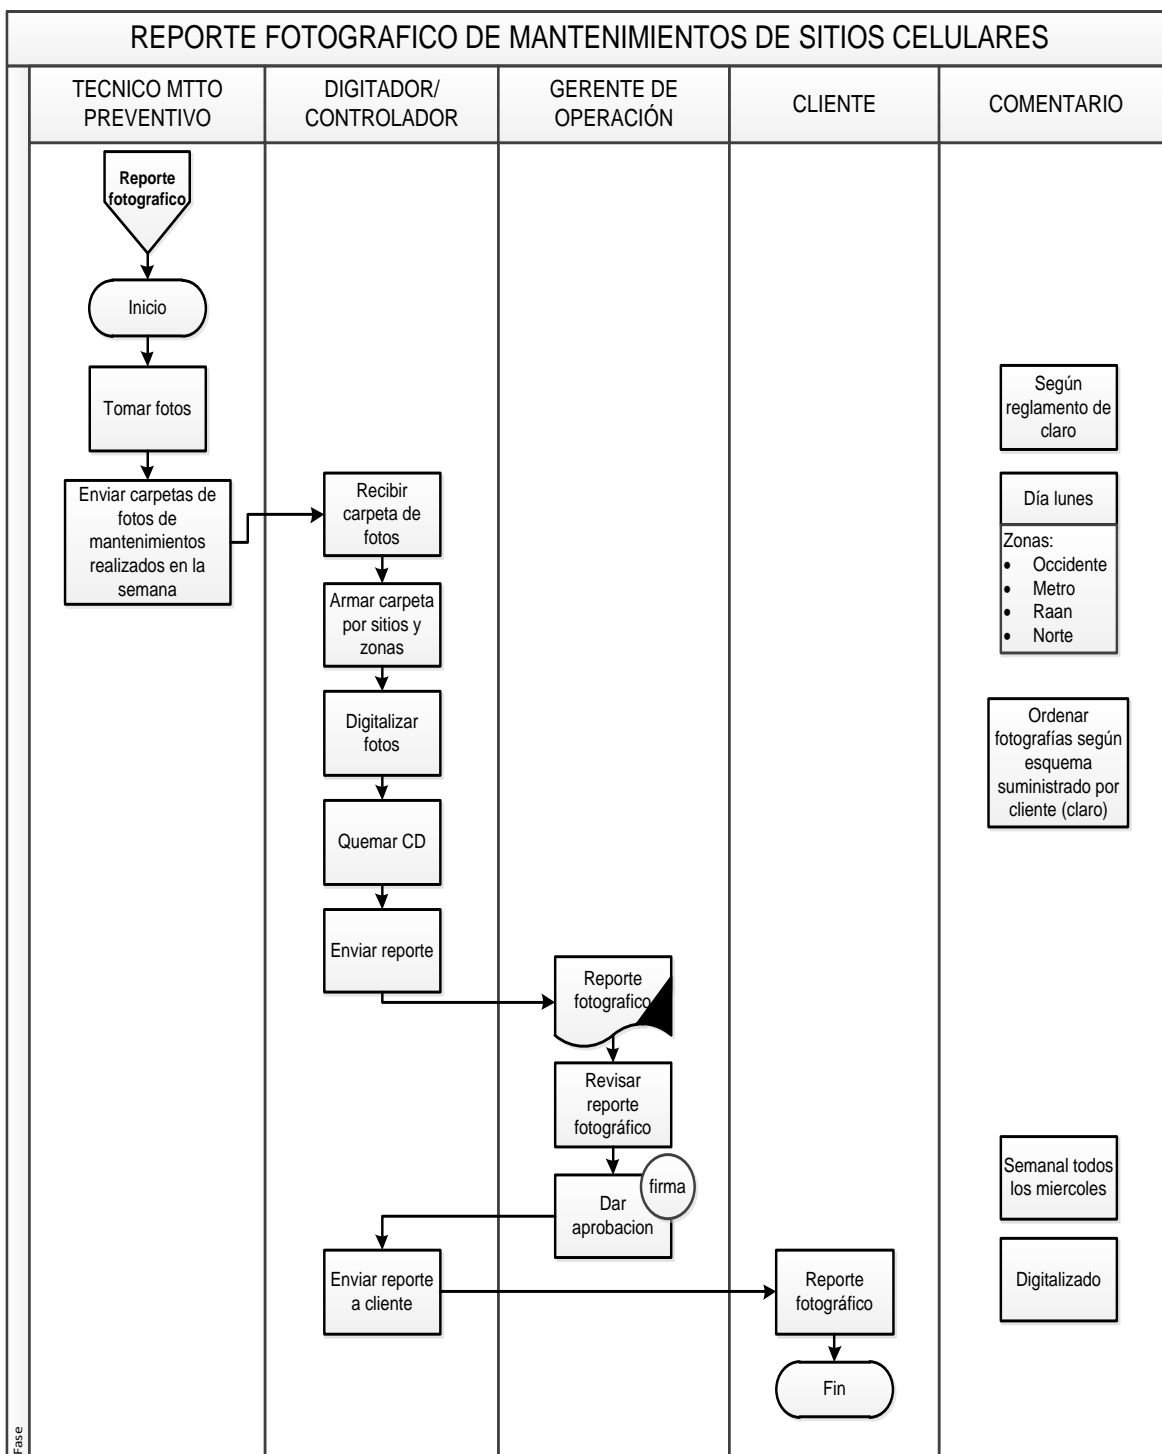 REPORTE FOTOGRAFICO DE MANTENIMIENTOS DE SITIOS CELULARES
TECNICO MTTO
PREVENTIVO
DIGITADOR/
CONTROLADOR
GERENTE DE
OPERACIÓN
CLIENTE
COMENTARIO
Reporte
fotografico
Inicio
Tomar fotos
Según
reglamento de
claro
Enviar carpetas de
fotos de
mantenimientos
realizados en la
semana
Recibir
carpeta de
fotos
Día lunes
Zonas:
• Occidente
• Metro
• Raan
• Norte
Armar carpeta
por sitios y
zonas
Digitalizar
fotos
Ordenar
fotografías según
esquema
suministrado por
cliente (claro)
Quemar CD
Enviar reporte
Reporte
fotografico
Revisar
reporte
fotográfico
Dar
aprobacion
firma
Semanal todos
los miercoles
Enviar reporte
a cliente
Reporte
fotográfico
Digitalizado
Fin
Fase